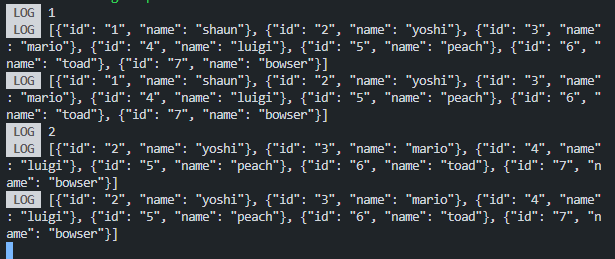 LOG 1
LOG [{"id": "1", "name": "shaun"}, {"id": "2", "name": "yoshi"}, {"id": "3", "name"
: "mario"}, {"id": "4", "name": "luigi"}, {"id": "5", "name": "peach"}, {"id": "6", "
name": "toad"}, {"id": "7", "name": "bowser"}]
LOG [{"id": "1", "name": "shaun"}, {"id": "2", "name": "yoshi"}, {"id": "3", "name"
: "mario"}, {"id": "4", "name": "luigi"}, {"id": "5", "name": "peach"}, {"id": "6", "
name": "toad"}, {"id": "7", "name": "bowser"}]
LOG 2
LOG [{"id": "2", "name": "yoshi"}, {"id": "3", "name": "mario"}, {"id": "4", "name":
: "luigi"}, {"id": "5", "name": "peach"}, {"id": "6", "name": "toad"}, {"id": "7", "n
ame": "bowser"}]
LOG [{"id": "2", "name": "yoshi"}, {"id": "3", "name": "mario"}, {"id": "4", "name"
: "luigi"}, {"id": "5", "name": "peach"}, {"id": "6", "name": "toad"}, {"id": "7", "n
ame": "bowser"}]